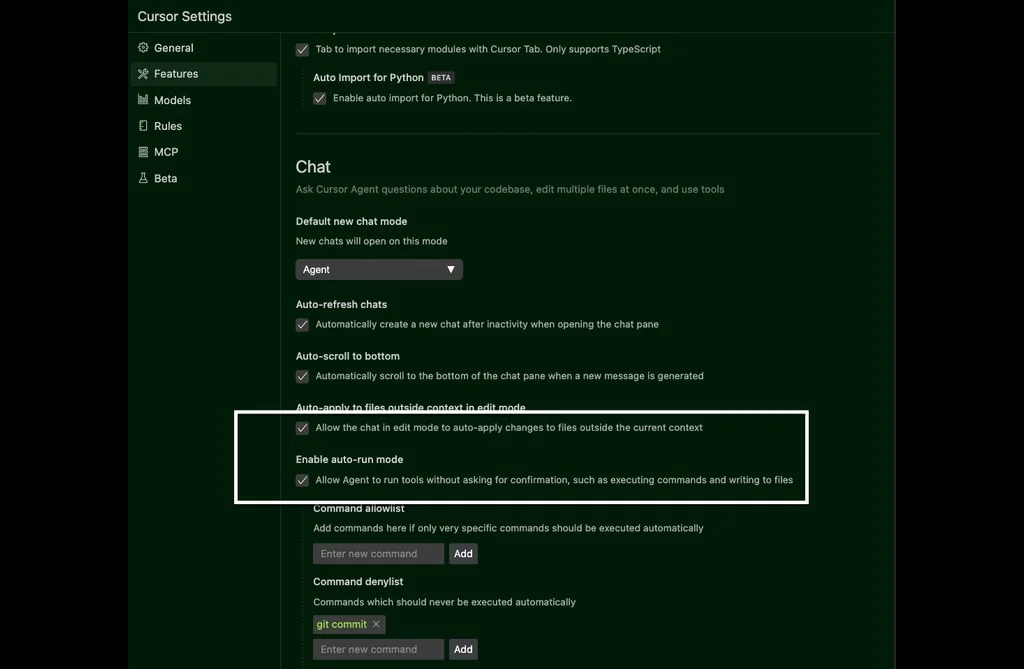 Cursor Settings
General
Features
Models
Rules
MCP
Beta
Tab to import necessary modules with Cursor Tab. Only supports TypeScript
Auto Import for Python BETA
Enable auto import for Python. This is a beta feature.
Chat
Ask Cursor Agent questions about your codebase, edit multiple files at once, and use tools
Default new chat mode
New chats will open on this mode
Agent
Auto-refresh chats
Automatically create a new chat after inactivity when opening the chat pane
Auto-scroll to bottom
Automatically scroll to the bottom of the chat pane when a new message is generated
Auto-apply to files outside context in edit mode
Allow the chat in edit mode to auto-apply changes to files outside the current context
Enable auto-run mode
Allow Agent to run tools without asking for confirmation, such as executing commands and writing to files
Command allowlist
Add commands here if only very specific commands should be executed automatically
Enter new command Add
Command denylist
Commands which should never be executed automatically
git commit
Enter new command Add